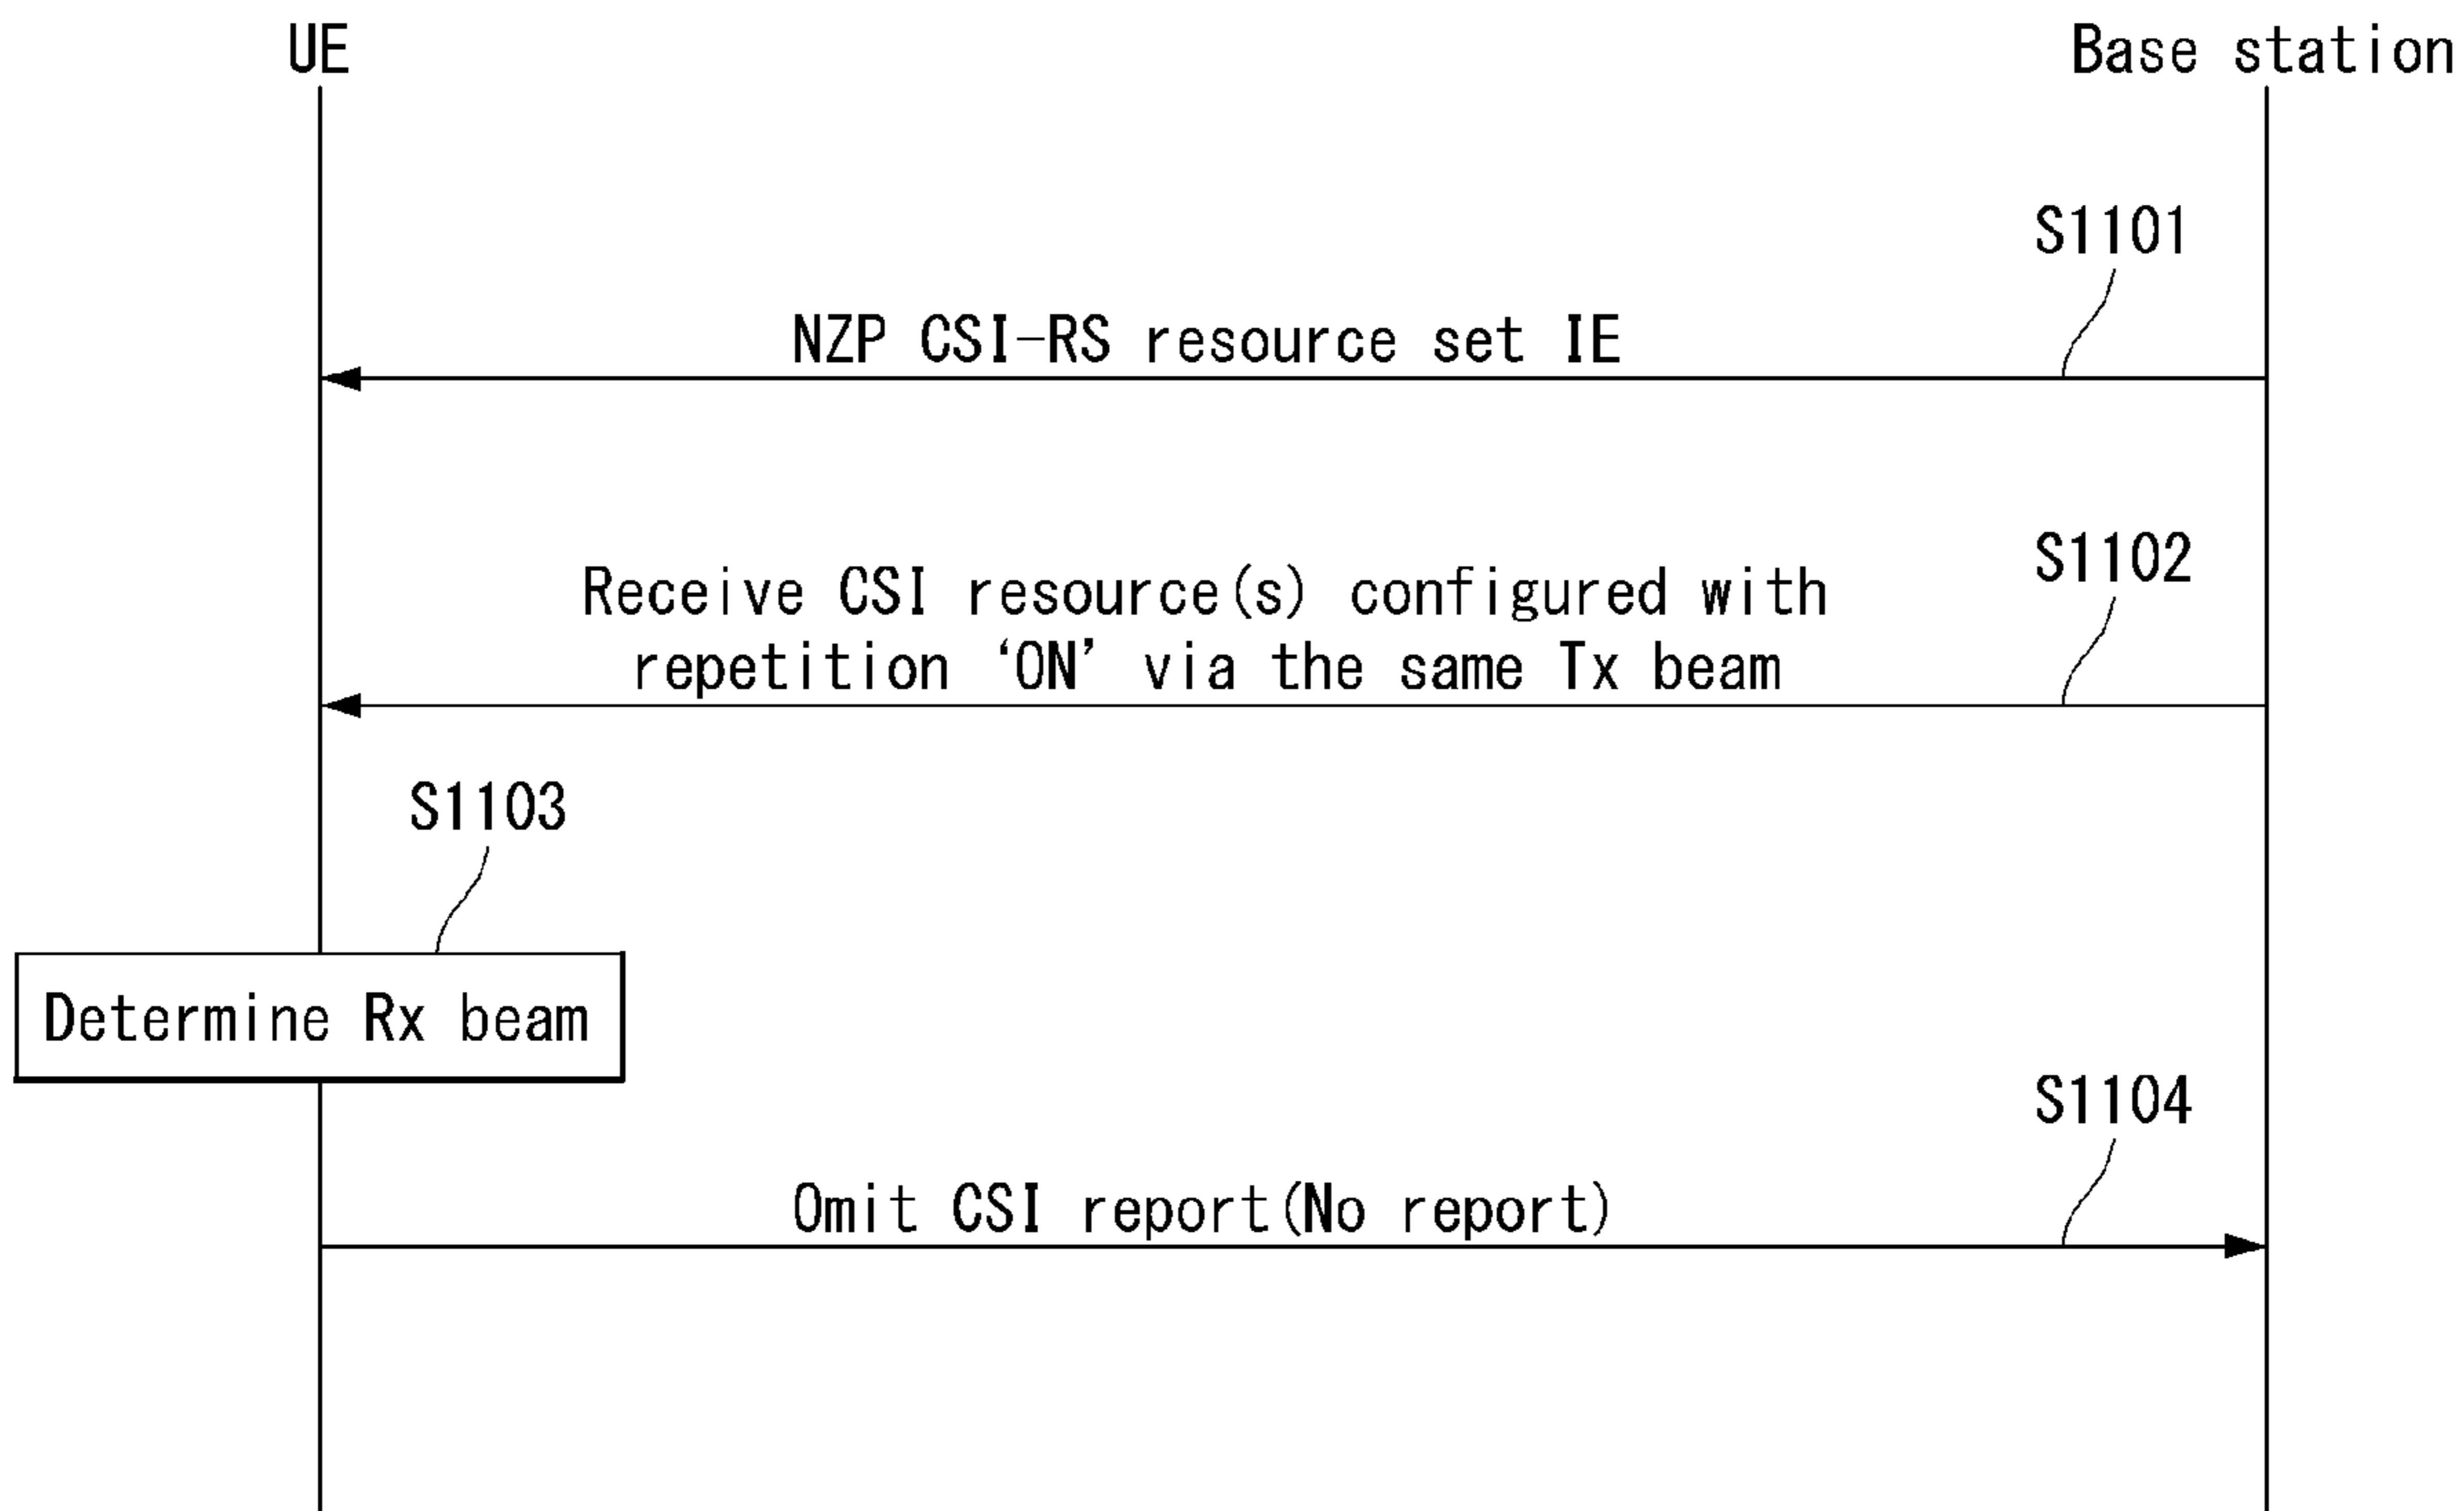 UE
Base station
S1101
NZP CSI-RS resource set IE
S1102
Receive CSI resource(s) configured with
repetition ‘ON’ via the same Tx beam
S1103
Determine Rx beam
S1104
Omit CSI report(No report)